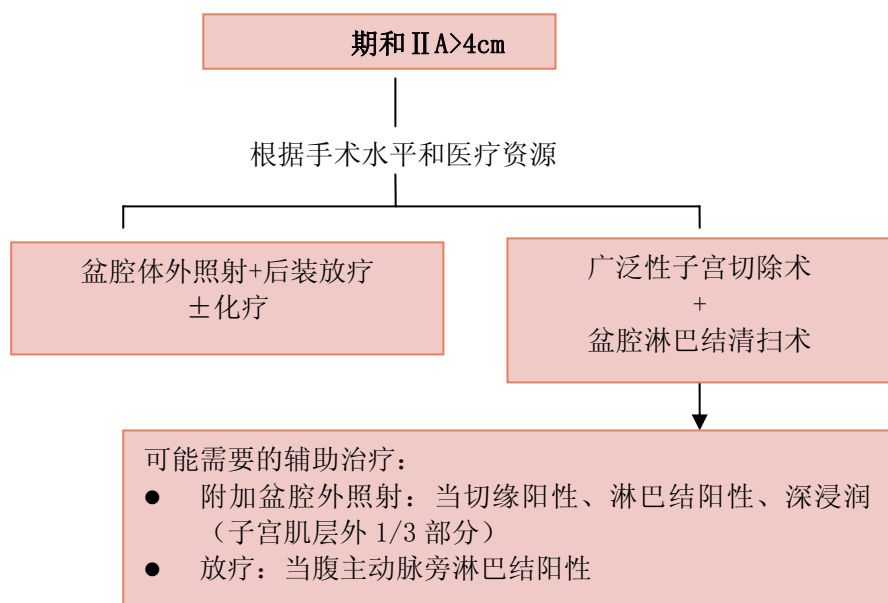 期和ⅡA>4cm
根据手术水平和医疗资源
盆腔体外照射+后装放疗
±化疗
广泛性子宫切除术
+
盆腔淋巴结清扫术
可能需要的辅助治疗：
● 附加盆腔外照射：当切缘阳性、淋巴结阳性、深浸润
（子宫肌层外 1/3 部分）
● 放疗：当腹主动脉旁淋巴结阳性